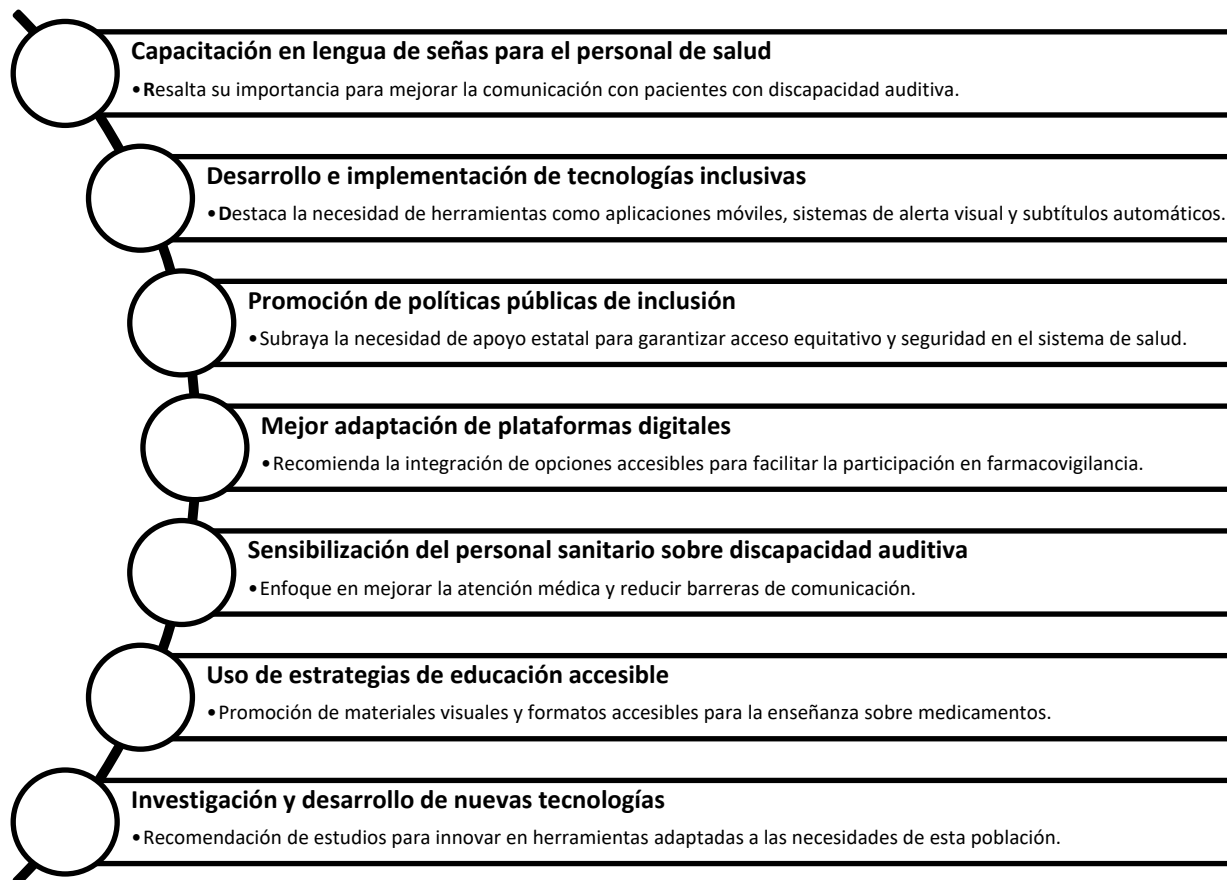 Capacitación en lengua de señas para el personal de salud
•Resalta su importancia para mejorar la comunicación con pacientes con discapacidad auditiva.
Desarrollo e implementación de tecnologías inclusivas
•Destaca la necesidad de herramientas como aplicaciones móviles, sistemas de alerta visual y subtítulos automáticos.
Promoción de políticas públicas de inclusión
•Subraya la necesidad de apoyo estatal para garantizar acceso equitativo y seguridad en el sistema de salud.
Mejor adaptación de plataformas digitales
•Recomienda la integración de opciones accesibles para facilitar la participación en farmacovigilancia.
Sensibilización del personal sanitario sobre discapacidad auditiva
•Enfoque en mejorar la atención médica y reducir barreras de comunicación.
Uso de estrategias de educación accesible
•Promoción de materiales visuales y formatos accesibles para la enseñanza sobre medicamentos.
Investigación y desarrollo de nuevas tecnologías
•Recomendación de estudios para innovar en herramientas adaptadas a las necesidades de esta población.